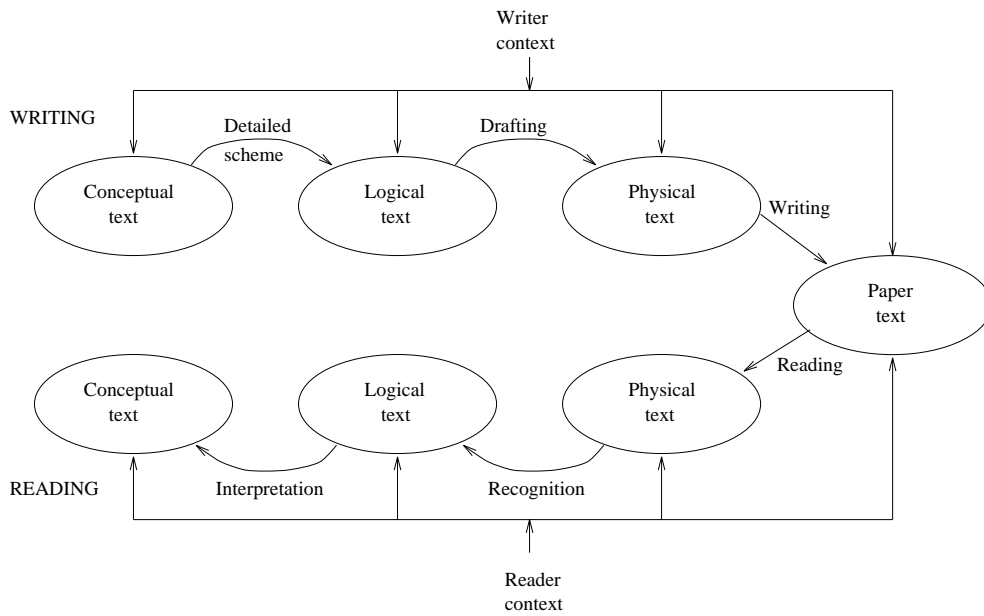 Writer
context
WRITING
Detailed
scheme
Drafting
Conceptual
text
Logical
text
Physical
text
Writing
Paper
text
Reading
Conceptual
text
Logical
text
Physical
text
READING
Interpretation
Recognition
Reader
context